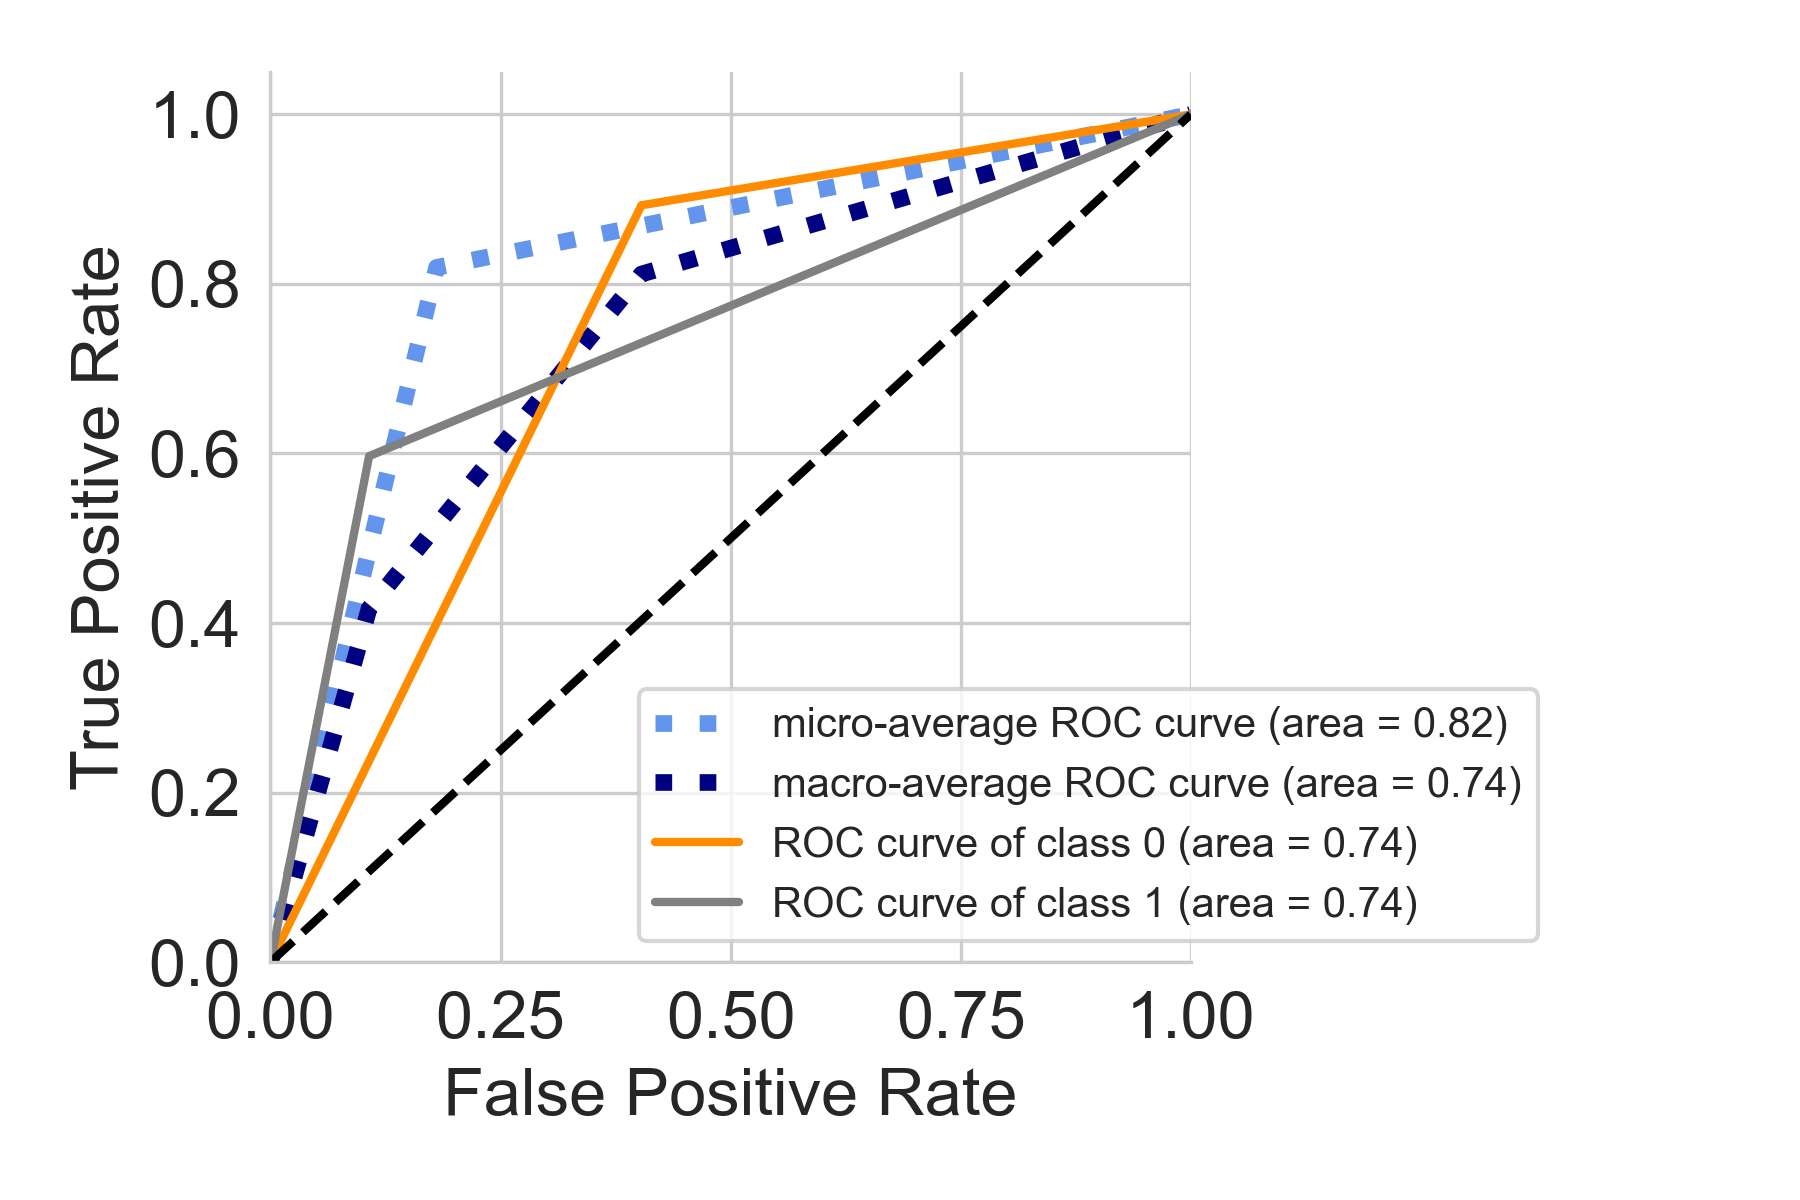 True Positive Rate
1.0
0.8
0.6
0.4
0.2
0.0
0.00 0.25 0.50 0.75 1.00
False Positive Rate
micro-average ROC curve (area = 0.82)
macro-average ROC curve (area = 0.74)
ROC curve of class 0 (area = 0.74)
ROC curve of class 1 (area = 0.74)